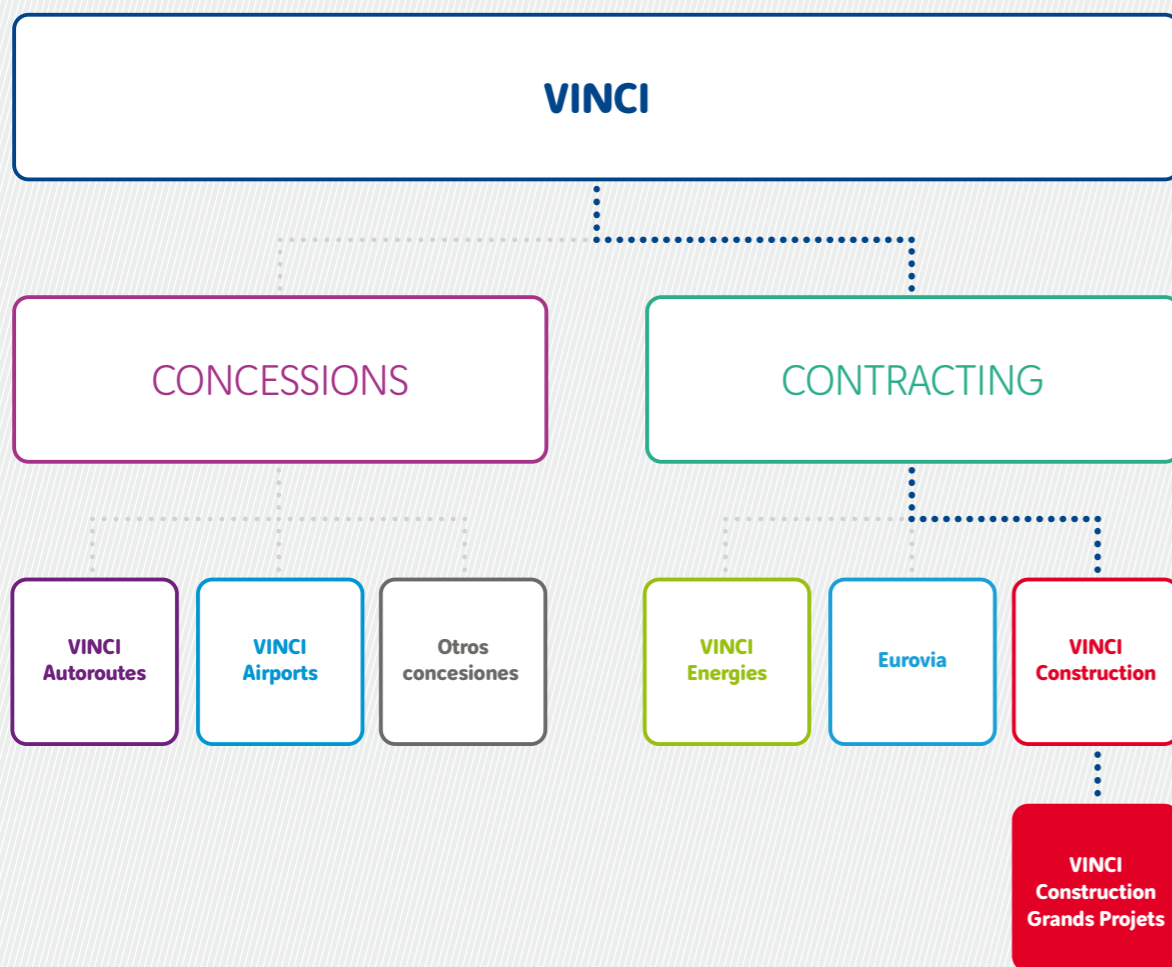 VINCI
CONCESSIONS
CONTRACTING
VINCI
Autoroutes
VINCI
Airports
Otros
concesiones
VINCI
Energies
Eurovia
VINCI
Construction
VINCI
Construction
Grands Projets